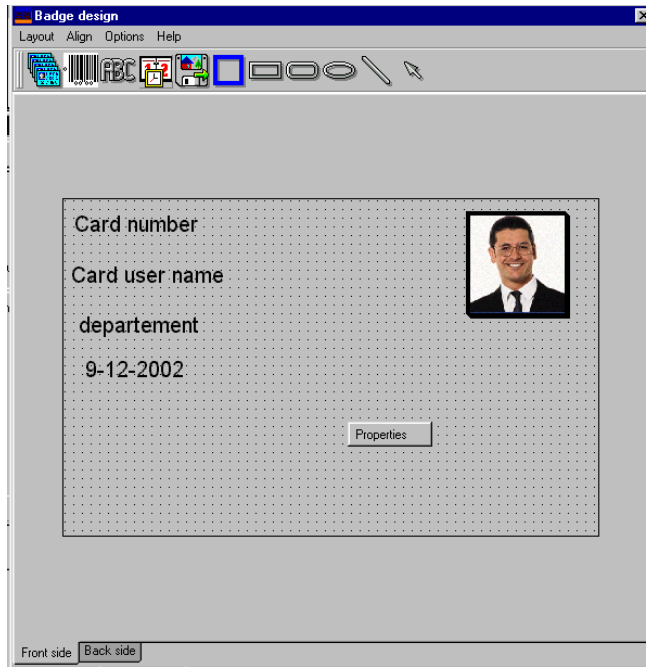 Badge design
Layout Align Options Help
ABC
Card number
Card user name
departement
9-12-2002
Properties
Front side Back side